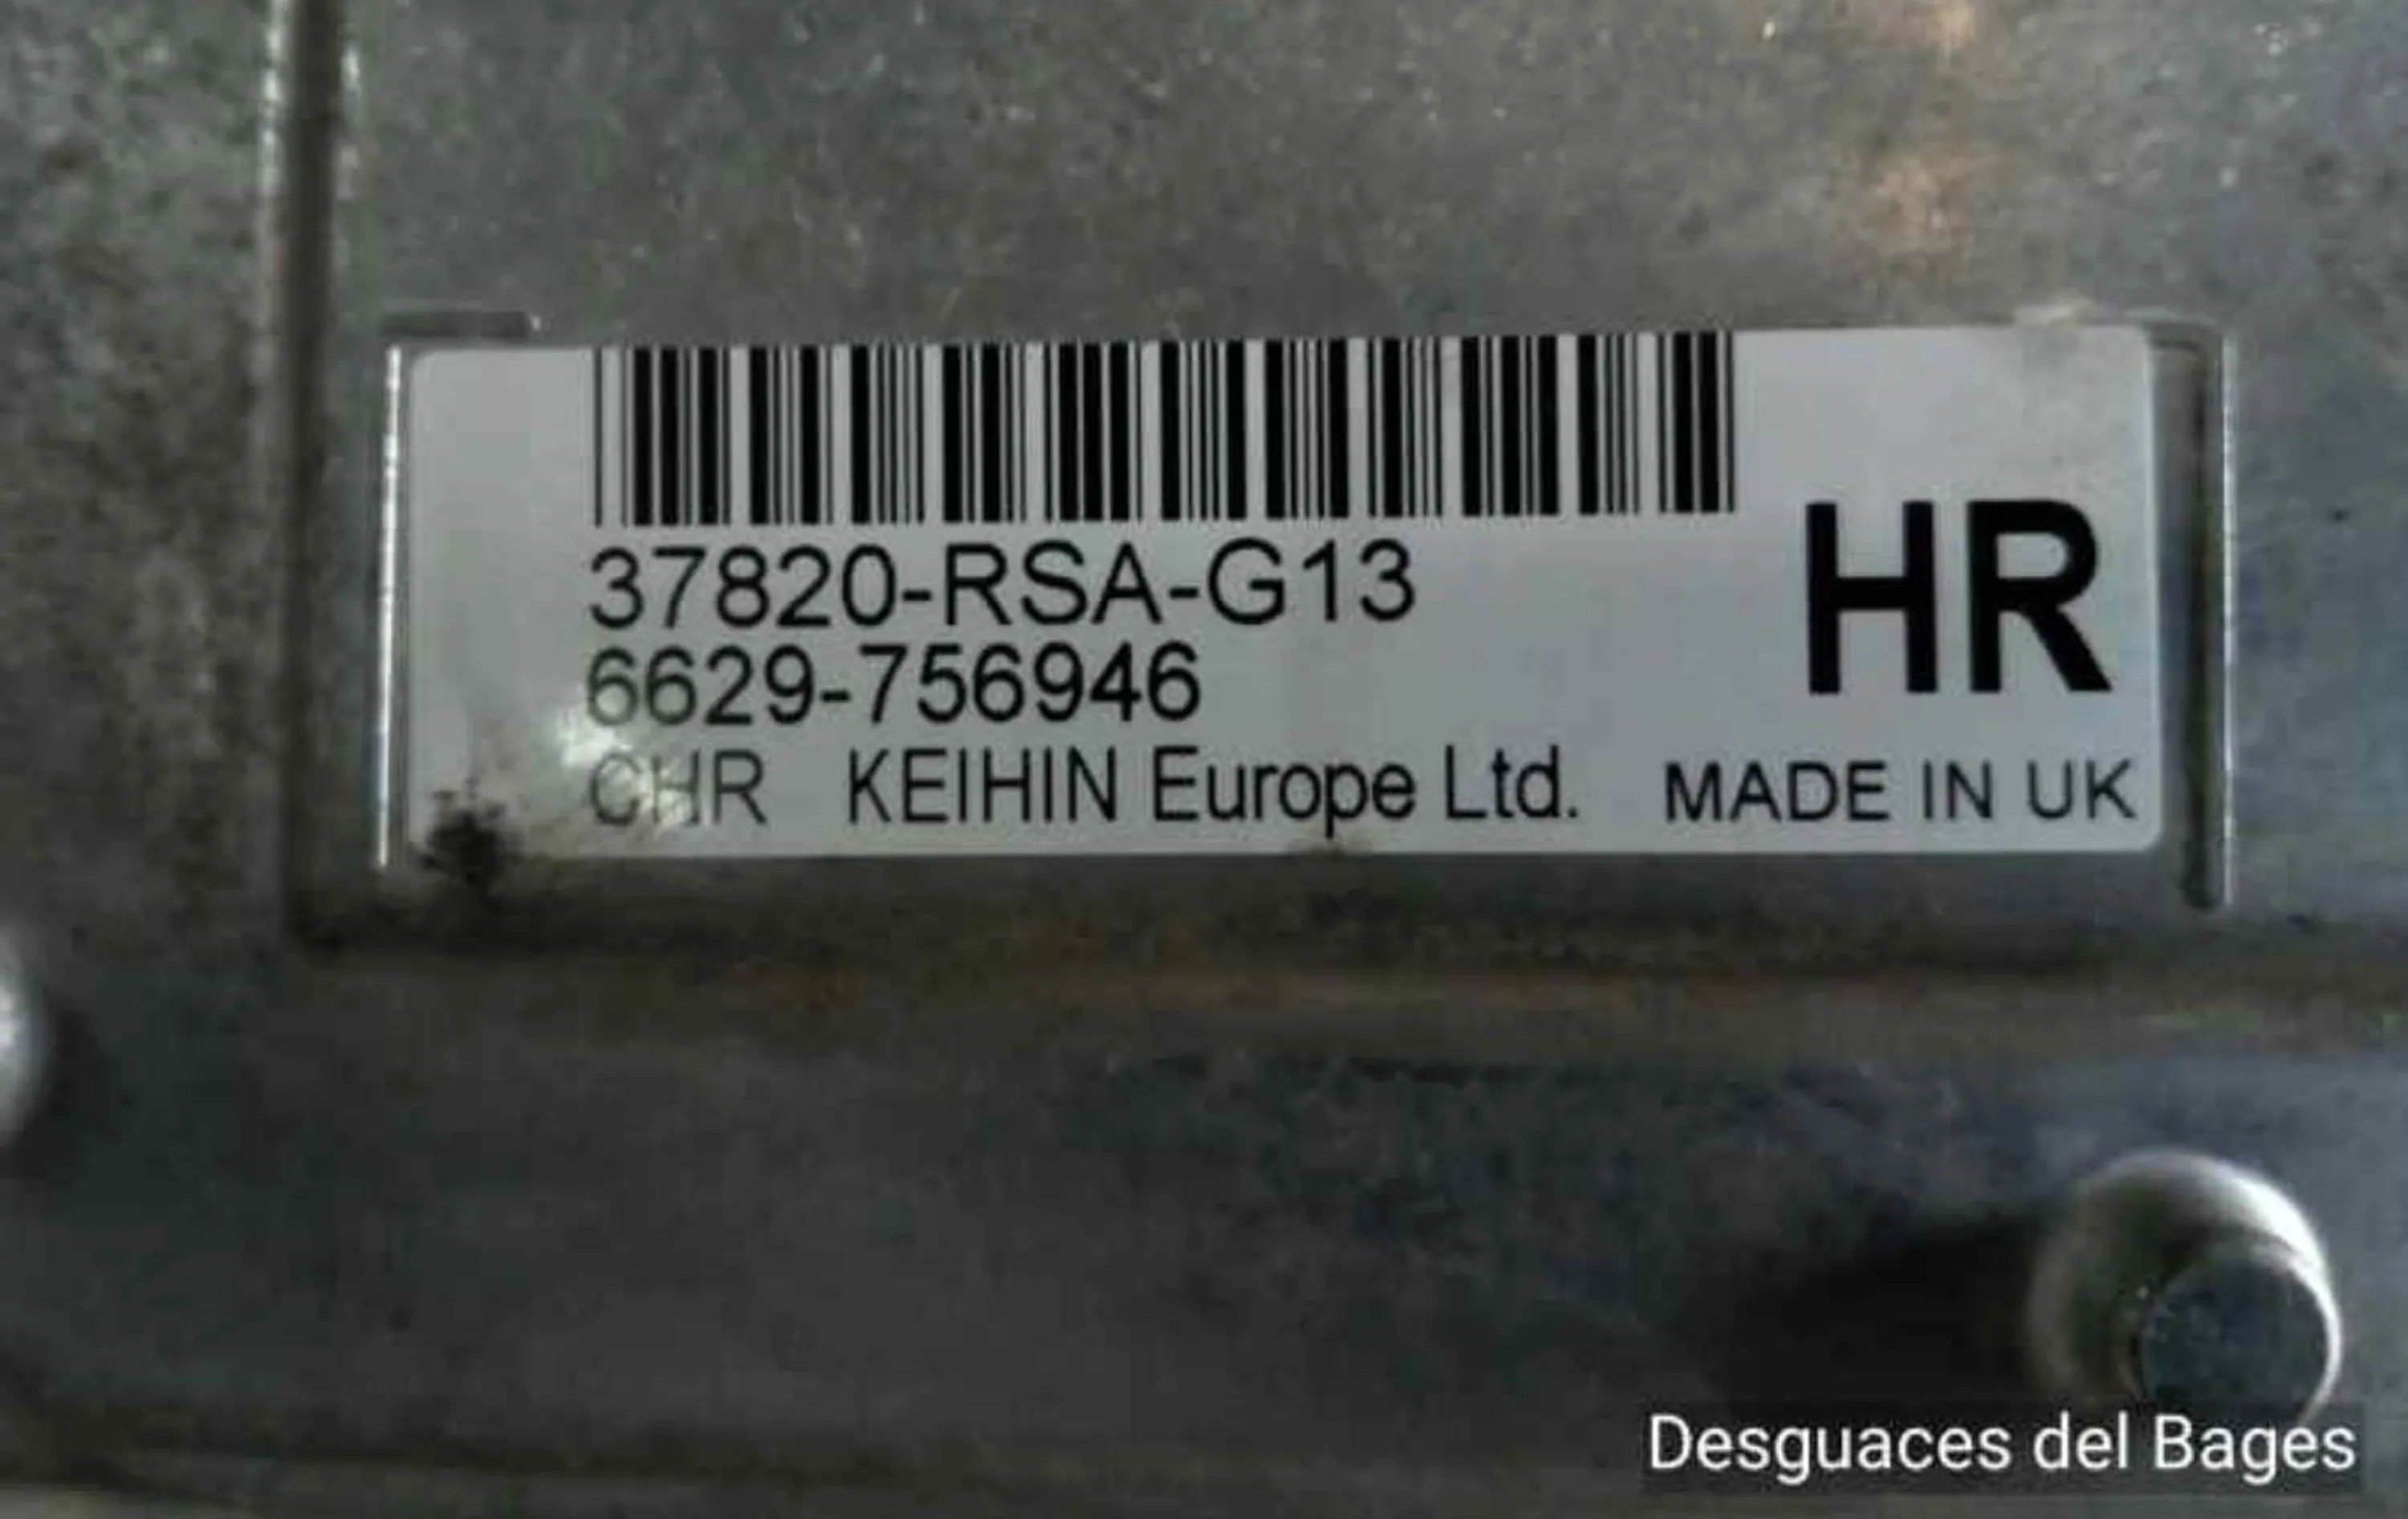 37820-RSA-G13
HR
6629-756946
CHR KEIHIN Europe Ltd. MADE IN UK
Desguaces del Bages